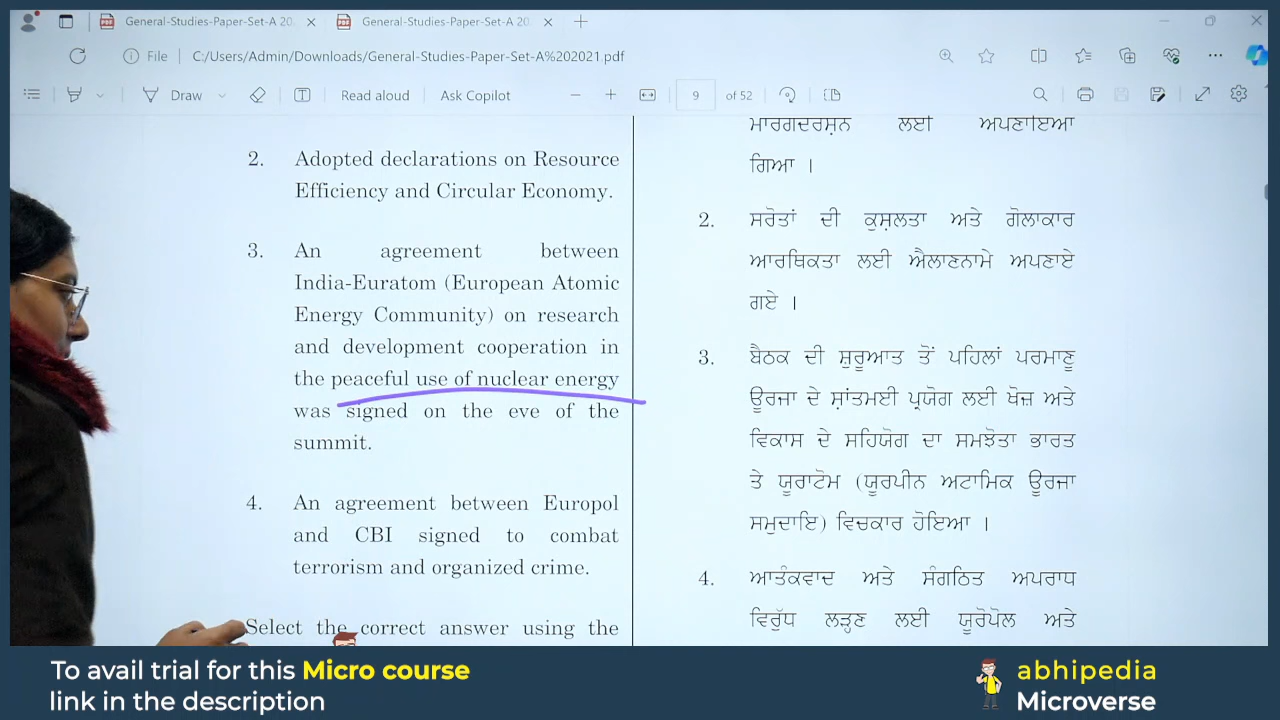 General-Studies-Paper-Set-A 202
General-Studies-Paper-Set-A 20
File C:/Users/Admin/Downloads/General-Studies-Paper-Set-A%202021.pdf
Draw Read aloud Ask Copilot 9 of 52
2. Adopted declarations on Resource
Efficiency and Circular Economy.
3. An agreement between
India-Euratom (European Atomic
Energy Community) on research
and development cooperation in
the peaceful use of nuclear energy
was signed on the eve of the
summit.
4. An agreement between Europol
and CBI signed to combat
terrorism and organized crime.
Select the correct answer using the
ਮਾਰਗਦਰਸ਼ਨ ਲਈ ਅਪਣਾਇਆ
ਗਿਆ ।
2. ਸਰੋਤਾਂ ਦੀ ਕੁਸ਼ਲਤਾ ਅਤੇ ਗੋਲਾਕਾਰ
ਆਰਥਿਕਤਾ ਲਈ ਐਲਾਣਨਾਮੇ ਅਪਣਾਏ
ਗਏ ।
3. ਬੈਠਕ ਦੀ ਸ਼ੁਰੂਆਤ ਤੋਂ ਪਹਿਲਾਂ ਪਰਮਾਣੂ
ਊਰਜਾ ਦੇ ਸ਼ਾਂਤਮਈ ਪ੍ਰਯੋਗ ਲਈ ਖੋਜ਼ ਅਤੇ
ਵਿਕਾਸ ਦੇ ਸਹਿਯੋਗ ਦਾ ਸਮਝੋਤਾ ਭਾਰਤ
ਤੇ ਯੂਰਾਟੋਮ (ਯੂਰਪੀਨ ਅਟਾਮਿਕ ਊਰਜਾ
ਸਮੁਦਾਇ) ਵਿਚਕਾਰ ਹੋਇਆ ।
4. ਆਤੰਕਵਾਦ ਅਤੇ ਸੰਗਠਿਤ ਅਪਰਾਧ
ਵਿਰੁੱਧ ਲੜ੍ਹਣ ਲਈ ਯੂਰੋਪੋਲ ਅਤੇ
To avail trial for this Micro course
link in the description
abhipedia
Microverse